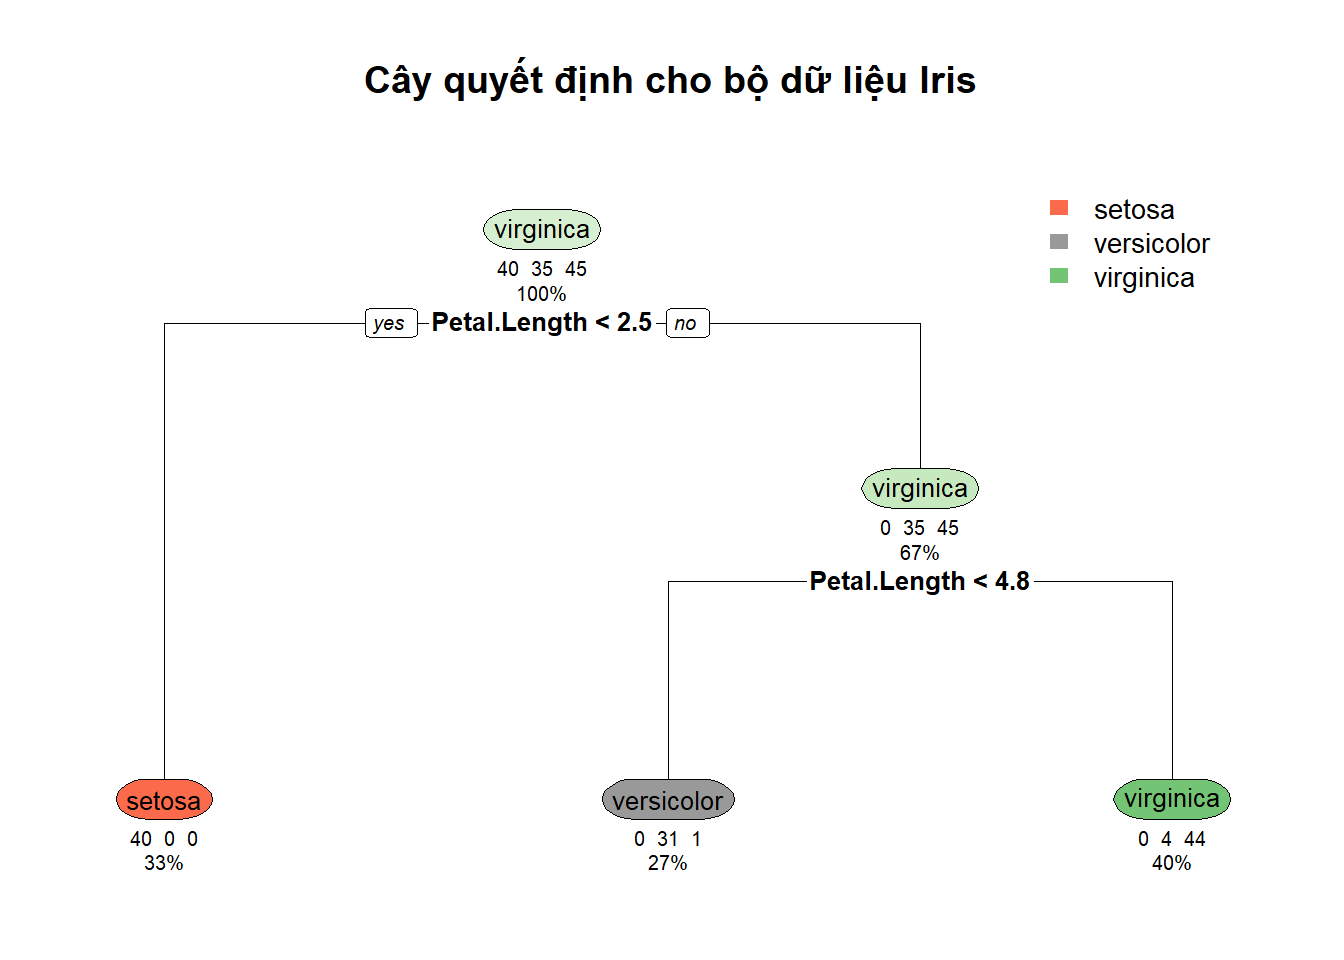 Cây quyết định cho bộ dữ liệu Iris
setosa
versicolor
virginica
virginica
40 35 45
100%
yes Petal.Length < 2.5 no
virginica
0 35 45
67%
Petal.Length < 4.8
setosa
40 0 0
33%
versicolor
0 31 1
27%
virginica
0 4 44
40%